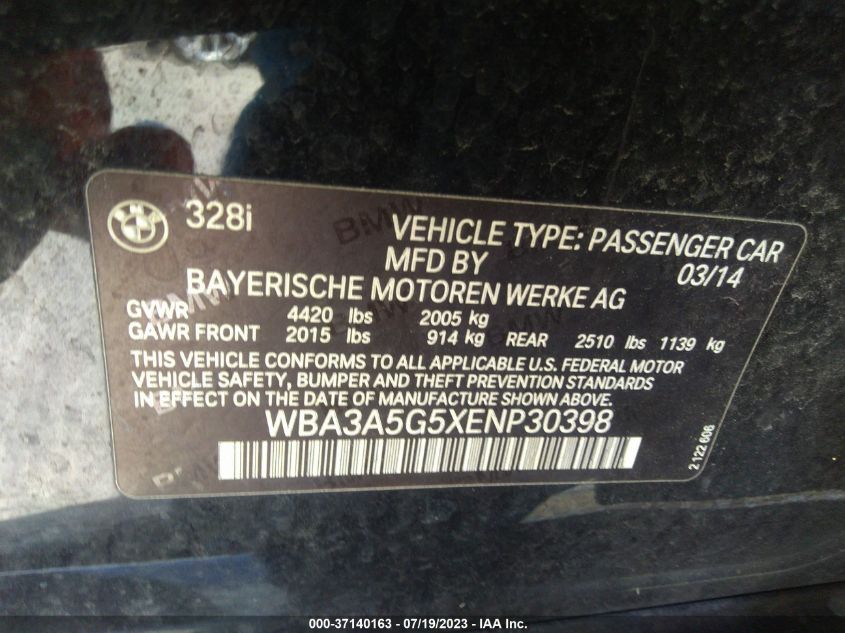 328i
VEHICLE TYPE: PASSENGER CAR
MFD BY
03/14
BAYERISCHE MOTOREN WERKE AG
GVWR 4420 lbs 2005 kg
GAWR FRONT 2015 lbs 914 kg REAR 2510 lbs 1139 kg
THIS VEHICLE CONFORMS TO ALL APPLICABLE U.S. FEDERAL MOTOR
VEHICLE SAFETY, BUMPER AND THEFT PREVENTION STANDARDS
IN EFFECT ON THE DATE OF MANUFACTURE SHOWN ABOVE.
WBA3A5G5XENP30398
2 122 606
000-37140163 - 07/19/2023 - IAA Inc.